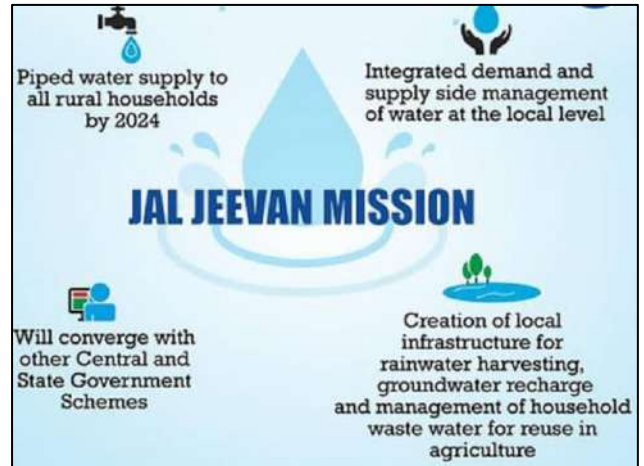 Piped water supply to
all rural households
by 2024
Integrated demand and
supply side management
of water at the local level
JAL JEEVAN MISSION
Will converge with
other Central and
State Government
Schemes
Creation of local
infrastructure for
rainwater harvesting,
groundwater recharge
and management of household
waste water for reuse in
agriculture